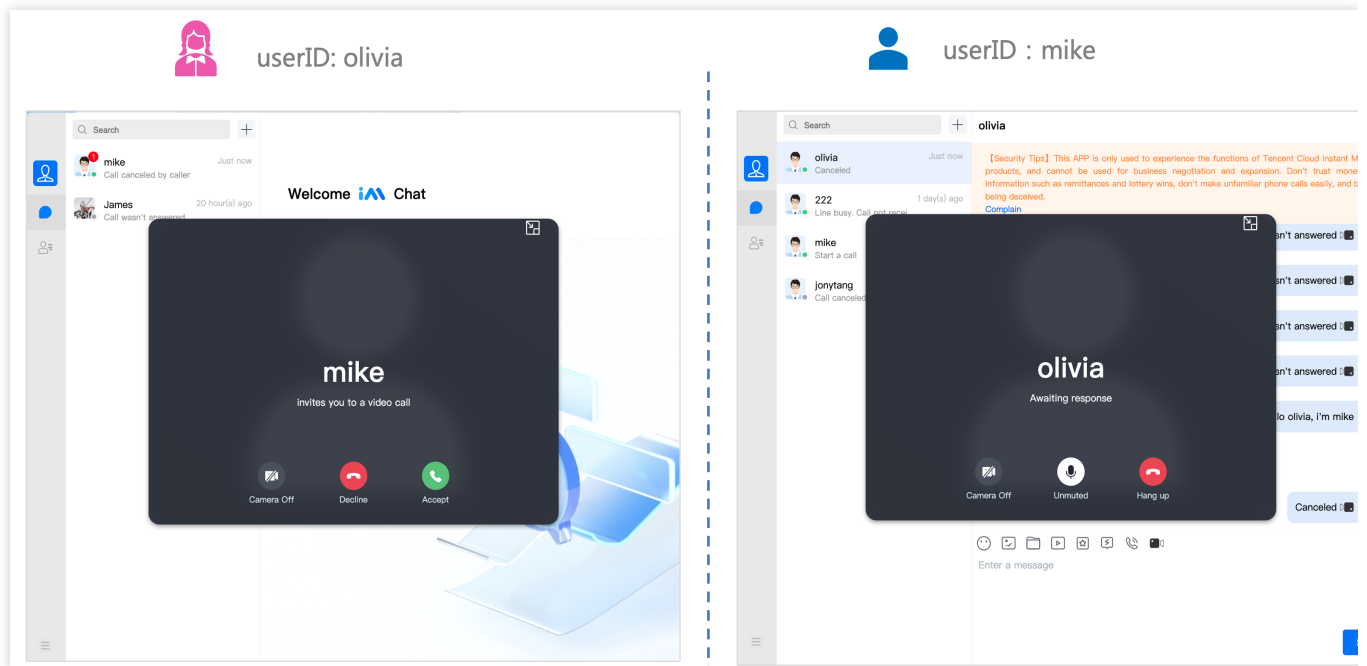 userID: olivia
Search
1
mike
Just now
Call canceled by caller
James
20 hour(s) ago
Call wasn't answered
Welcome im Chat
mike
invites you to a video call
Camera Off
Decline
Accept
userID : mike
Search
olivia
Just now
Canceled
222
1 day(s) ago
Line busy. Call not recei
mike
Start a call
jonytang
Call canceled
olivia
【Security Tips】This APP is only used to experience the functions of Tencent Cloud Instant M
products, and cannot be used for business negotiation and expansion. Don't trust mone
information such as remittances and lottery wins, don't make unfamiliar phone calls easily, and b
being deceived.
Complain
sn't answered
sn't answered
sn't answered
sn't answered
lo olivia, i'm mike
Canceled
olivia
Awaiting response
Camera Off
Unmuted
Hang up
Enter a message